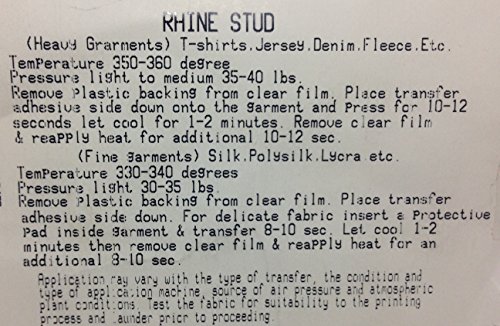 RHINE STUD
(Heavy Grarments) T-shirts.Jersey.Denim.Fleece.Etc.
Temperature 350-360 degree
Pressure light to medium 35-40 lbs.
Remove Plastic backing from clear film. Place transfer
adhesive side down onto the garment and Press for 10-12
seconds let cool for 1-2 minutes. Remove clear film
& reaPPly heat for additional 10-12 sec.
(Fine garments) Silk.Polysilk.Lycra etc.
Temperature 330-340 degrees
Pressure light 30-35 lbs.
Remove Plastic backing from clear film. Place transfer
adhesive side down. For delicate fabric insert a Protective
Pad inside garment & transfer 8-10 sec. Let cool 1-2
minutes then remove clear film & reaPPly heat for an
additional 8-10 sec.
Application may vary with the type of transfer, the condition and
type of application machine, source of air pressure and atmospheric
plant conditions. Test the fabric for suitability to the printing
process and launder prior to proceeding.